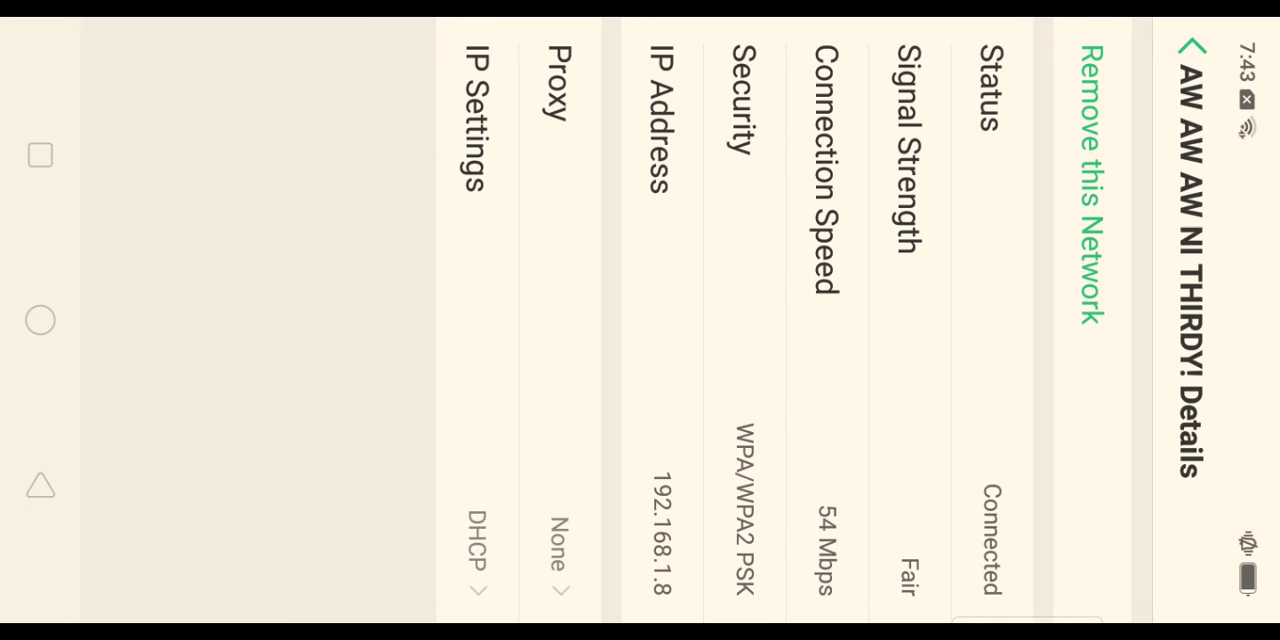 7:43
AW AW AW AW NI THIRDY! Details
Remove this Network
Status Connected
Signal Strength Fair
Connection Speed 54 Mbps
Security WPA/WPA2 PSK
IP Address 192.168.1.8
Proxy None
IP Settings DHCP